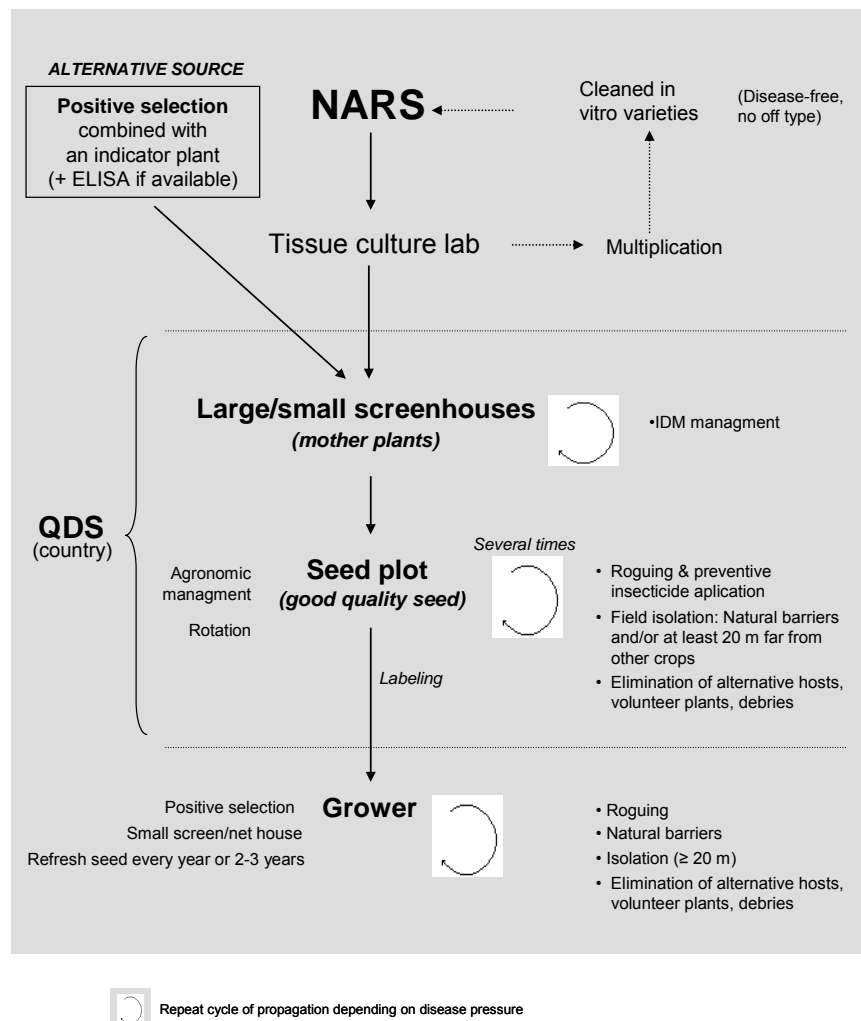 ALTERNATIVE SOURCE
Positive selection
combined with
an indicator plant
(+ ELISA if available)
NARS
Cleaned in
vitro varieties
(Disease-free,
no off type)
Tissue culture lab
Multiplication
Large/small screenhouses
(mother plants)
•IDM managment
QDS
(country)
Several times
Agronomic
managment
Rotation
Seed plot
(good quality seed)
• Roguing & preventive
insecticide aplication
• Field isolation: Natural barriers
and/or at least 20 m far from
other crops
• Elimination of alternative hosts,
volunteer plants, debries
Labeling
Positive selection
Small screen/net house
Refresh seed every year or 2-3 years
Grower
• Roguing
• Natural barriers
• Isolation (≥ 20 m)
• Elimination of alternative hosts,
volunteer plants, debries
Repeat cycle of propagation depending on disease pressure